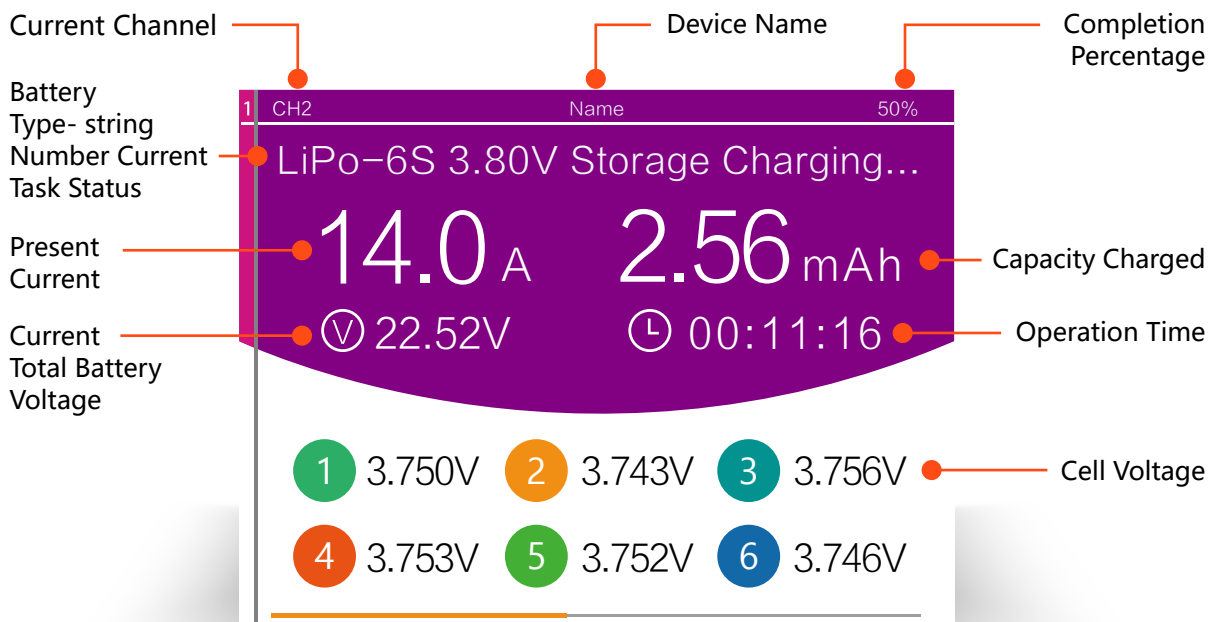 Current Channel
Device Name
Completion
Percentage
Battery
Type- string
Number Current
Task Status
1
CH2
Name
50%
LiPo-6S 3.80V Storage Charging...
Present
Current
14.0 A
2.56 mAh
Capacity Charged
Current
Total Battery
Voltage
V 22.52V
00:11:16
Operation Time
1 3.750V
2 3.743V
3 3.756V
Cell Voltage
4 3.753V
5 3.752V
6 3.746V